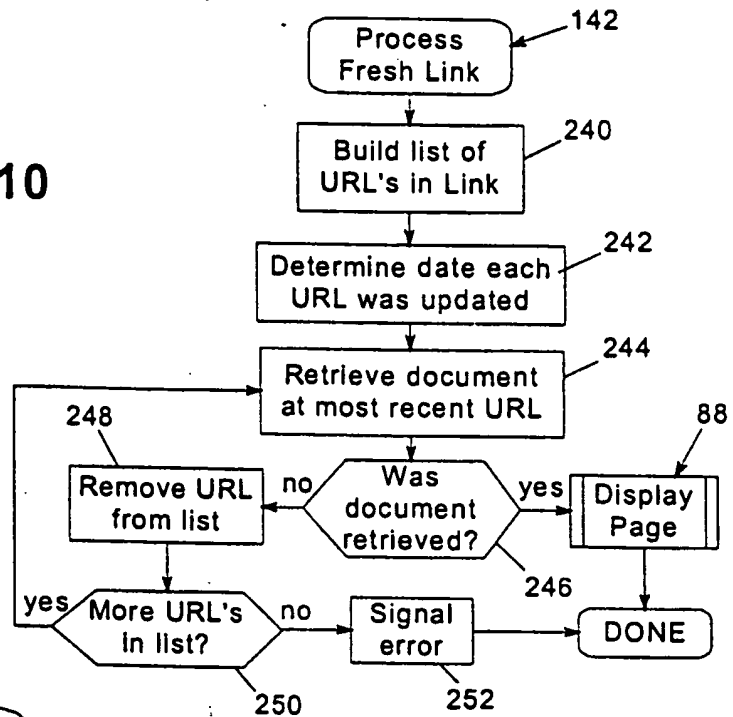 Process
Fresh Link
142
10
Build list of
URL's in Link
240
Determine date each
URL was updated
242
Retrieve document
at most recent URL
244
248
Remove URL
from list
no
Was
document
retrieved?
246
yes
88
Display
Page
yes
More URL's
in list?
250
no
Signal
error
252
DONE